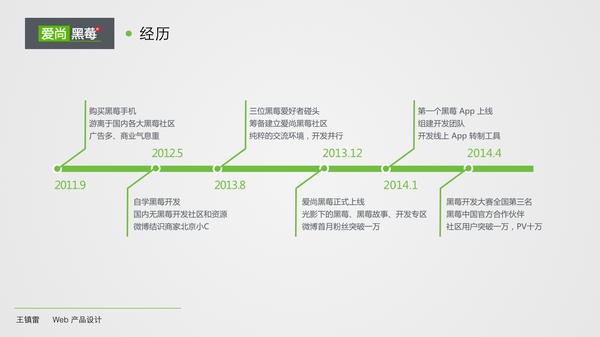 爱尚 黑莓
经历
购买黑莓手机
游离于国内各大黑莓社区
广告多、商业气息重
三位黑莓爱好者碰头
筹备建立爱尚黑莓社区
纯粹的交流环境，开发并行
第一个黑莓 App 上线
组建开发团队
开发线上 App 转制工具
2012.5
2013.12
2014.4
2011.9
2013.8
2014.1
自学黑莓开发
国内无黑莓开发社区和资源
微博结识商家北京小C
爱尚黑莓正式上线
光影下的黑莓、黑莓故事、开发专区
微博首月粉丝突破一万
黑莓开发大赛全国第三名
黑莓中国官方合作伙伴
社区用户突破一万，PV十万
王镇雷 Web 产品设计